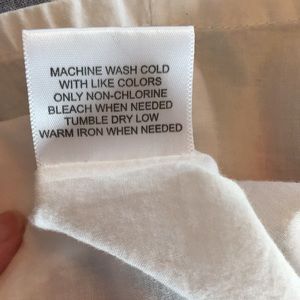 MACHINE WASH COLD
WITH LIKE COLORS
ONLY NON-CHLORINE
BLEACH WHEN NEEDED
TUMBLE DRY LOW
WARM IRON WHEN NEEDED